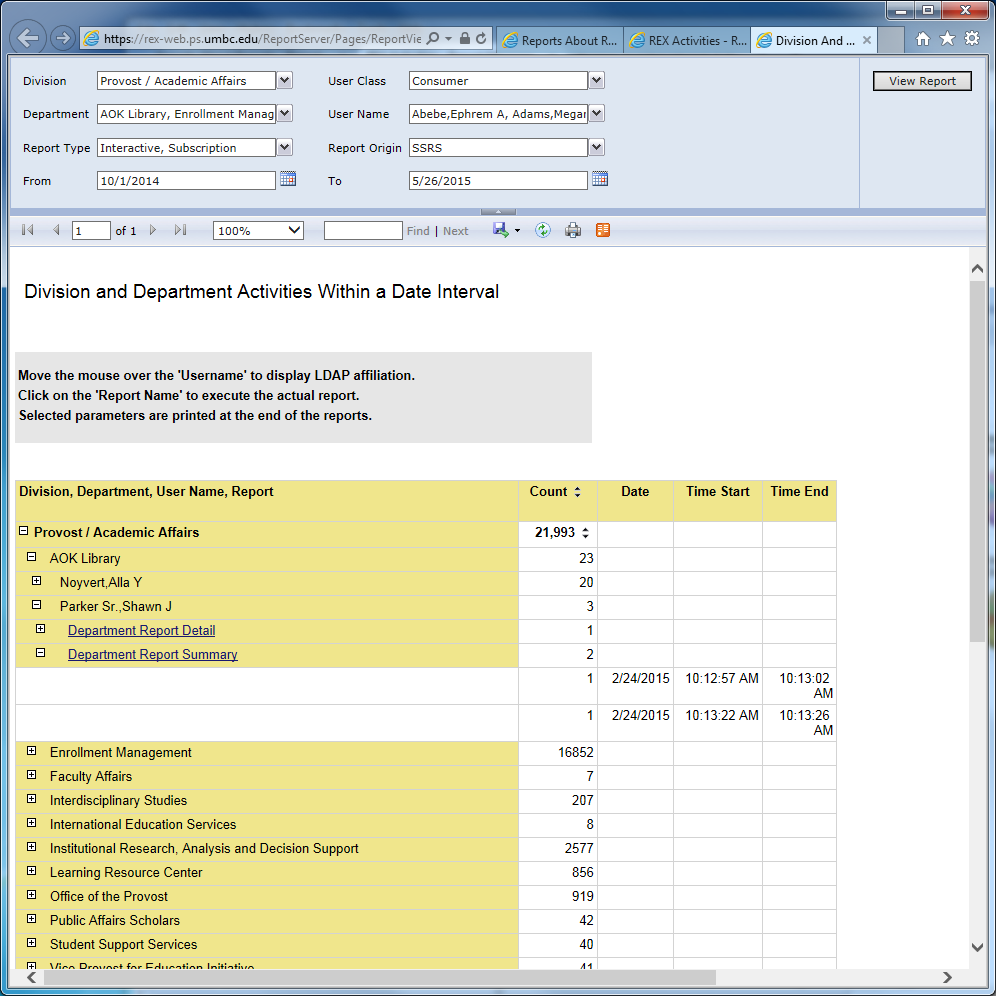 https://rex-web.ps.umbc.edu/ReportServer/Pages/ReportVie
Reports About R...
REX Activities - R...
Division And ...
Division Provost / Academic Affairs User Class Consumer View Report
Department AOK Library, Enrollment Manag User Name Abebe,Ephrem A, Adams,Megan
Report Type Interactive, Subscription Report Origin SSRS
From 10/1/2014 To 5/26/2015
1 of 1 100% Find | Next
Division and Department Activities Within a Date Interval
Move the mouse over the 'Username' to display LDAP affiliation.
Click on the 'Report Name' to execute the actual report.
Selected parameters are printed at the end of the reports.
Division, Department, User Name, Report Count Date Time Start Time End
Provost / Academic Affairs 21,993
AOK Library 23
Noyvert,Alla Y 20
Parker Sr.,Shawn J 3
Department Report Detail 1
Department Report Summary 2
1 2/24/2015 10:12:57 AM 10:13:02
AM
1 2/24/2015 10:13:22 AM 10:13:26
AM
Enrollment Management 16852
Faculty Affairs 7
Interdisciplinary Studies 207
International Education Services 8
Institutional Research, Analysis and Decision Support 2577
Learning Resource Center 856
Office of the Provost 919
Public Affairs Scholars 42
Student Support Services 40
Vice Provost for Education Initiative 41